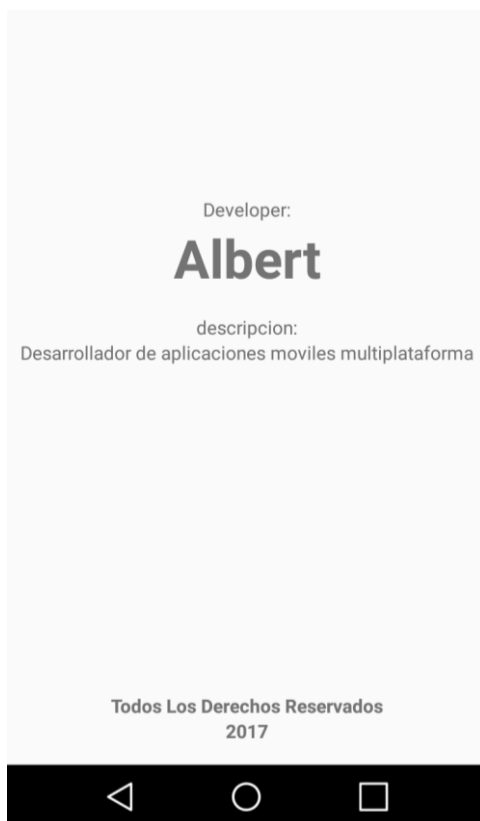 Developer:
Albert
descripcion:
Desarrollador de aplicaciones moviles multiplataforma
Todos Los Derechos Reservados
2017